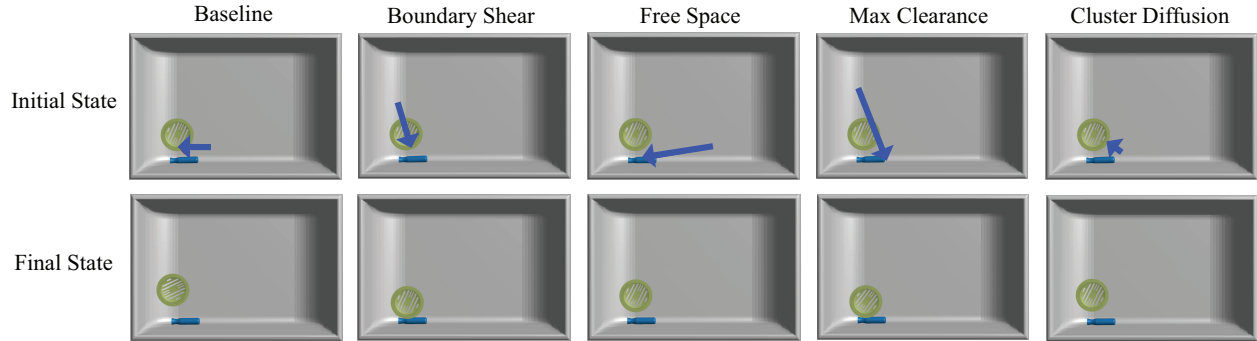 Baseline
Boundary Shear
Free Space
Max Clearance
Cluster Diffusion
Initial State
Final State